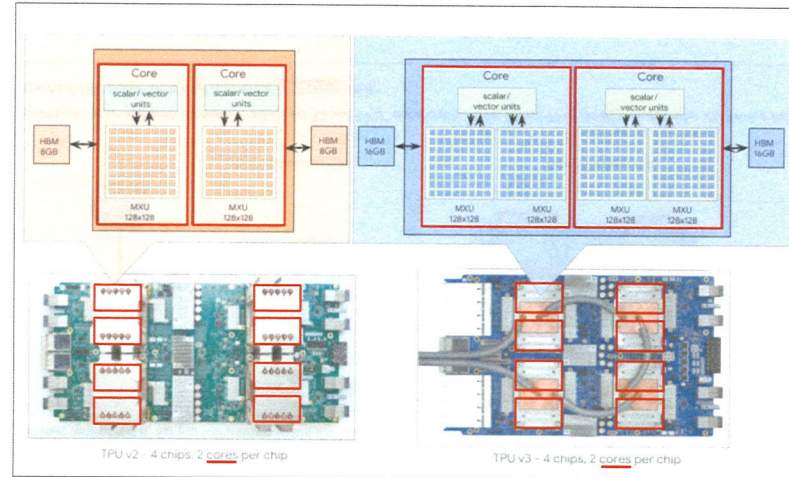 Core
Core
scalar/ vector
units
scalar/ vector
units
HBM
8GB
HBM
8GB
MXU
128x128
MXU
128x128
Core
Core
scalar/
vector units
scalar/
vector units
HBM
16GB
HBM
16GB
MXU
128x128
MXU
128x128
MXU
128x128
MXU
128x128
TPU v2 - 4 chips, 2 cores per chip
TPU v3 - 4 chips, 2 cores per chip